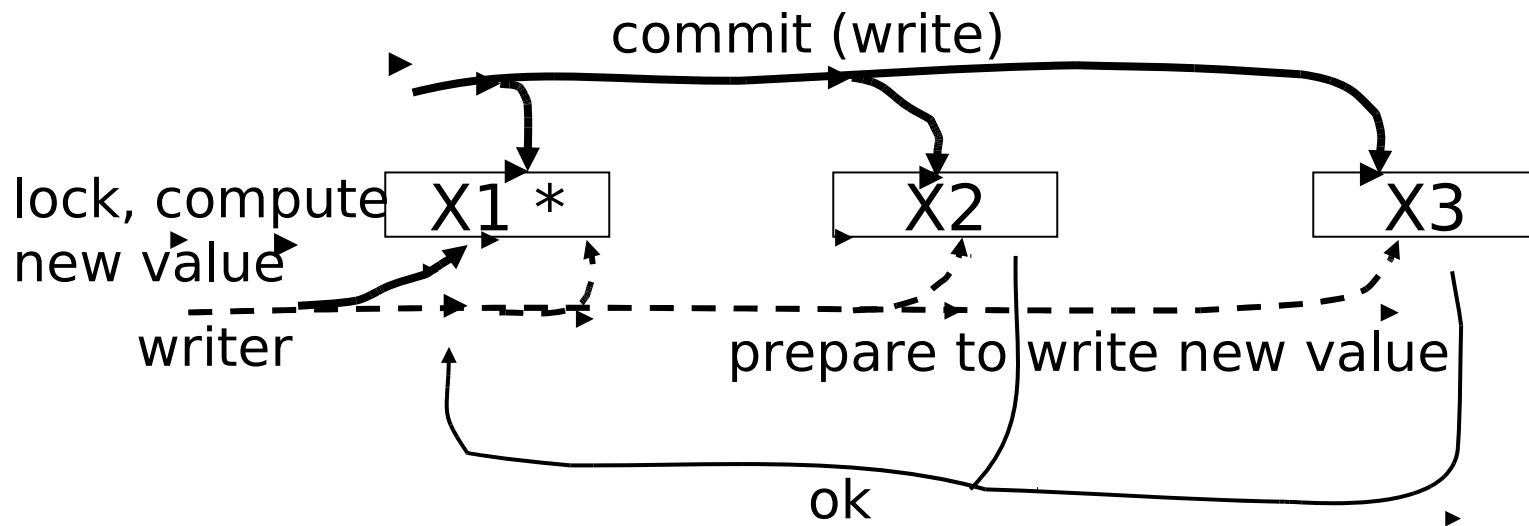 commit (write)
lock, compute
new value
X1 *
X2
X3
writer
prepare to write new value
ok